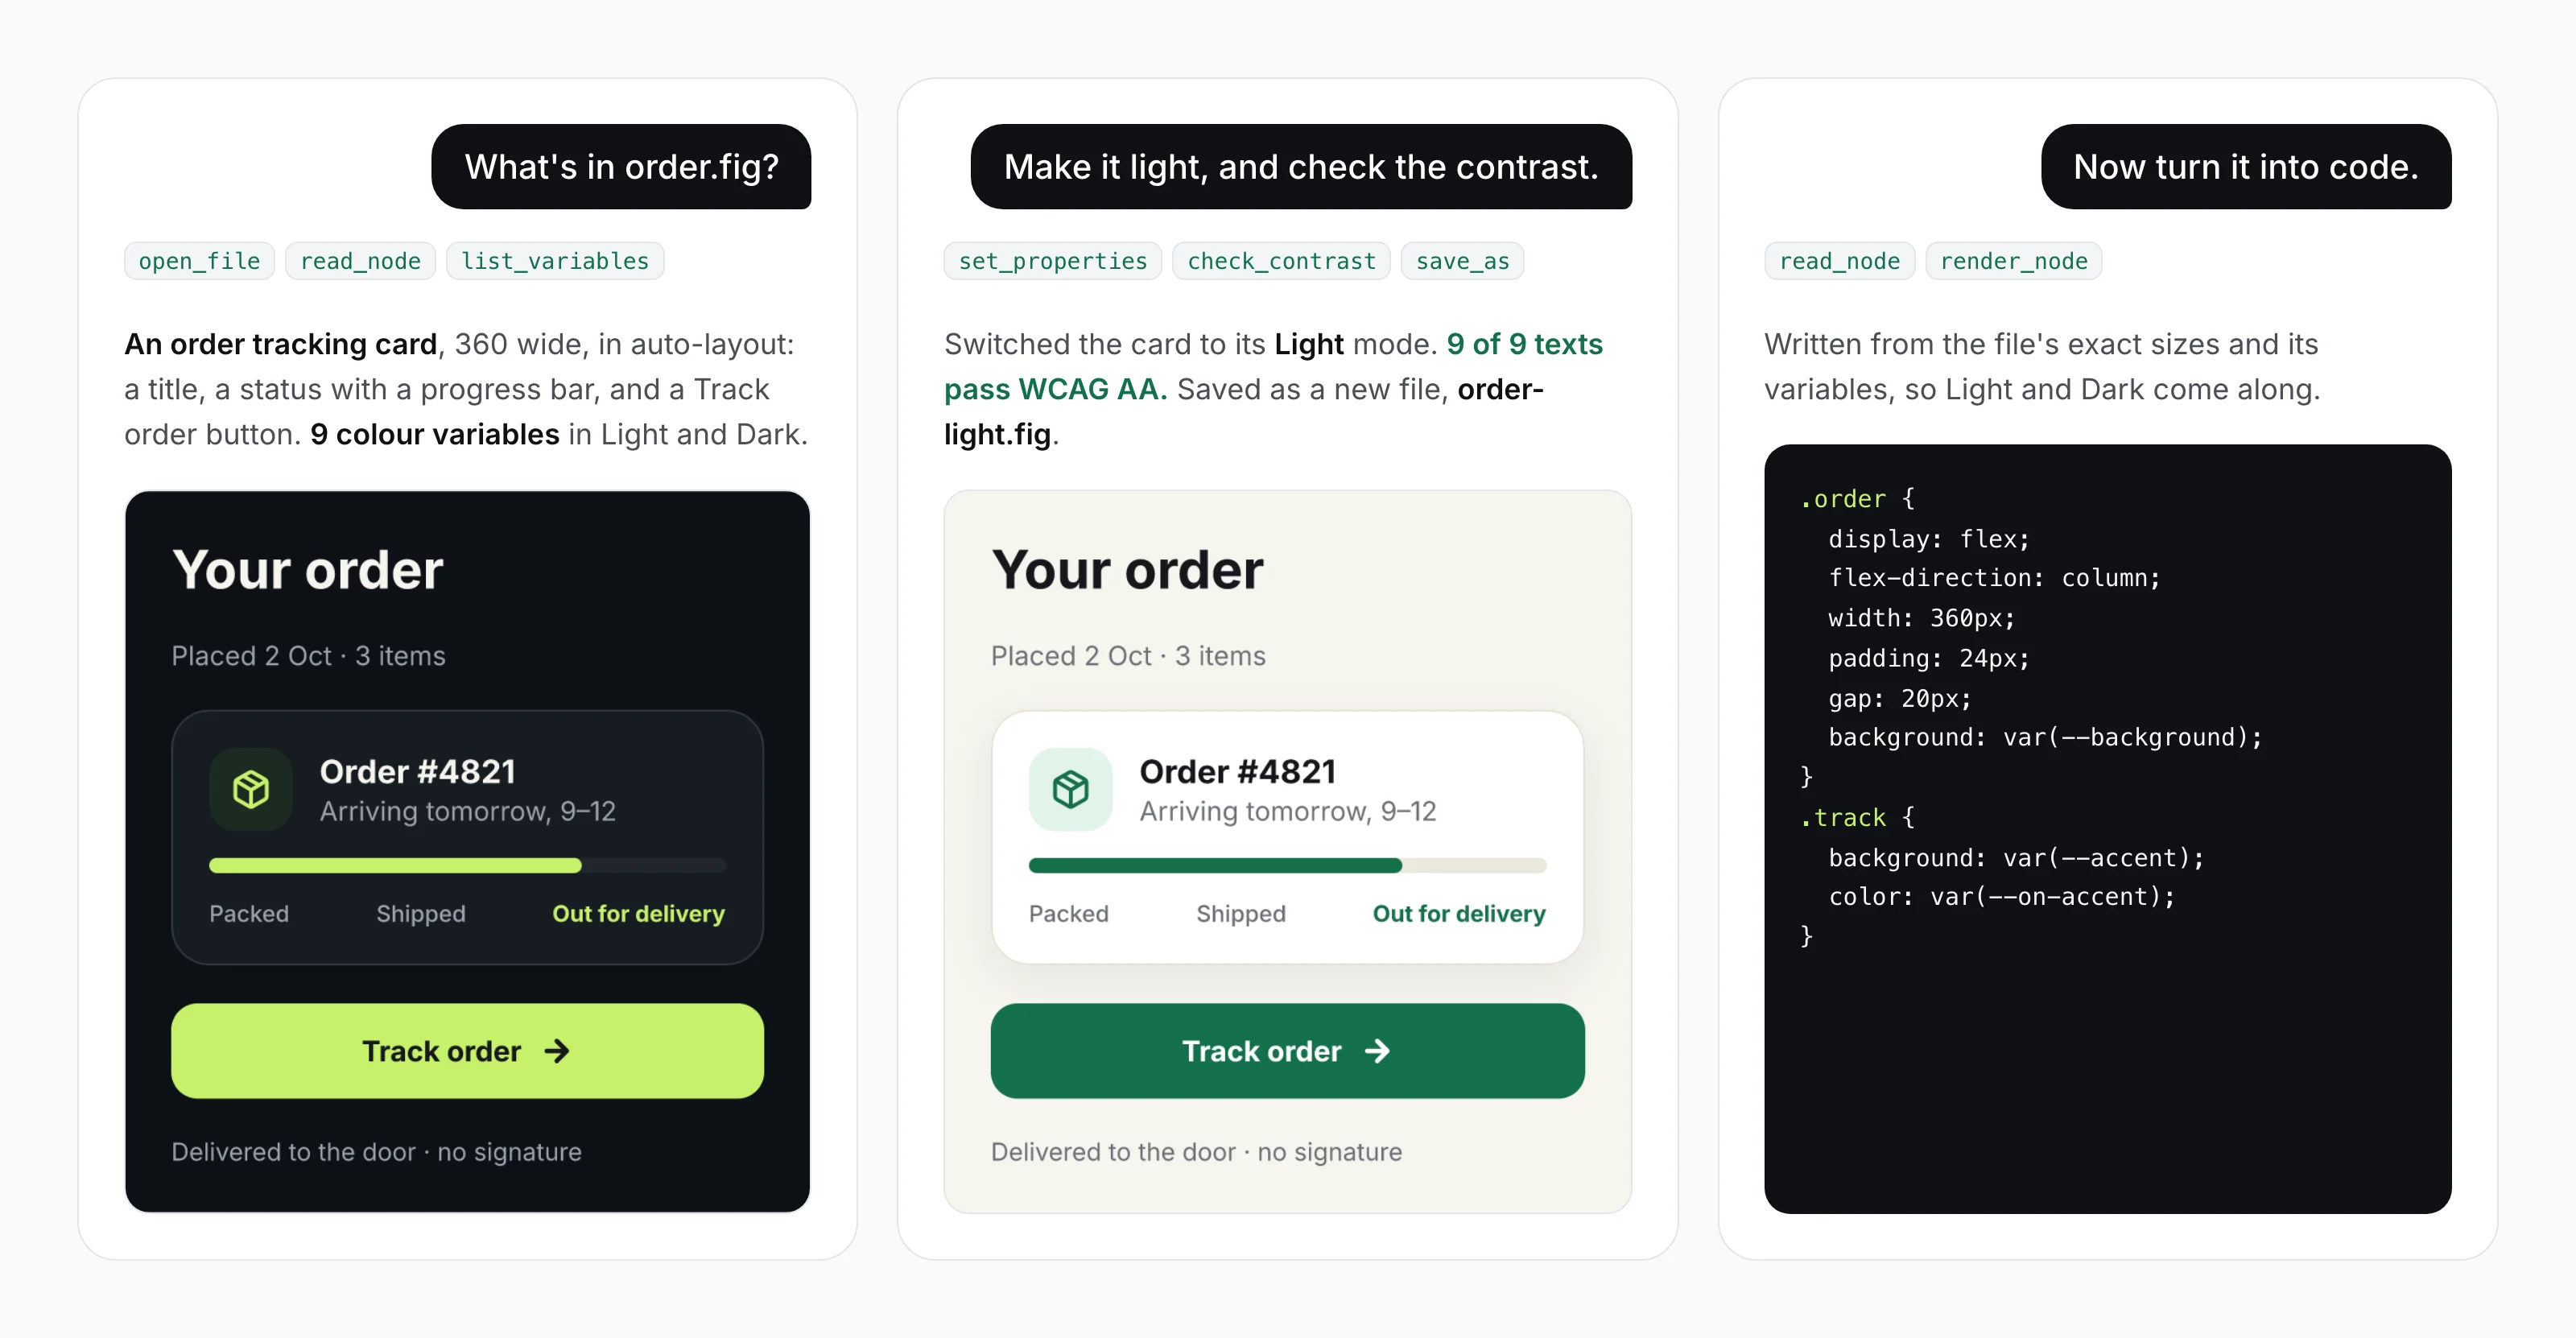 What's in order.fig?
open_file read_node list_variables
An order tracking card, 360 wide, in auto-layout:
a title, a status with a progress bar, and a Track
order button. 9 colour variables in Light and Dark.
Your order
Placed 2 Oct · 3 items
Order #4821
Arriving tomorrow, 9–12
Packed Shipped Out for delivery
Track order →
Delivered to the door · no signature
Make it light, and check the contrast.
set_properties check_contrast save_as
Switched the card to its Light mode. 9 of 9 texts
pass WCAG AA. Saved as a new file, order-
light.fig.
Your order
Placed 2 Oct · 3 items
Order #4821
Arriving tomorrow, 9–12
Packed Shipped Out for delivery
Track order →
Delivered to the door · no signature
Now turn it into code.
read_node render_node
Written from the file's exact sizes and its
variables, so Light and Dark come along.
.order {
  display: flex;
  flex-direction: column;
  width: 360px;
  padding: 24px;
  gap: 20px;
  background: var(--background);
}
.track {
  background: var(--accent);
  color: var(--on-accent);
}